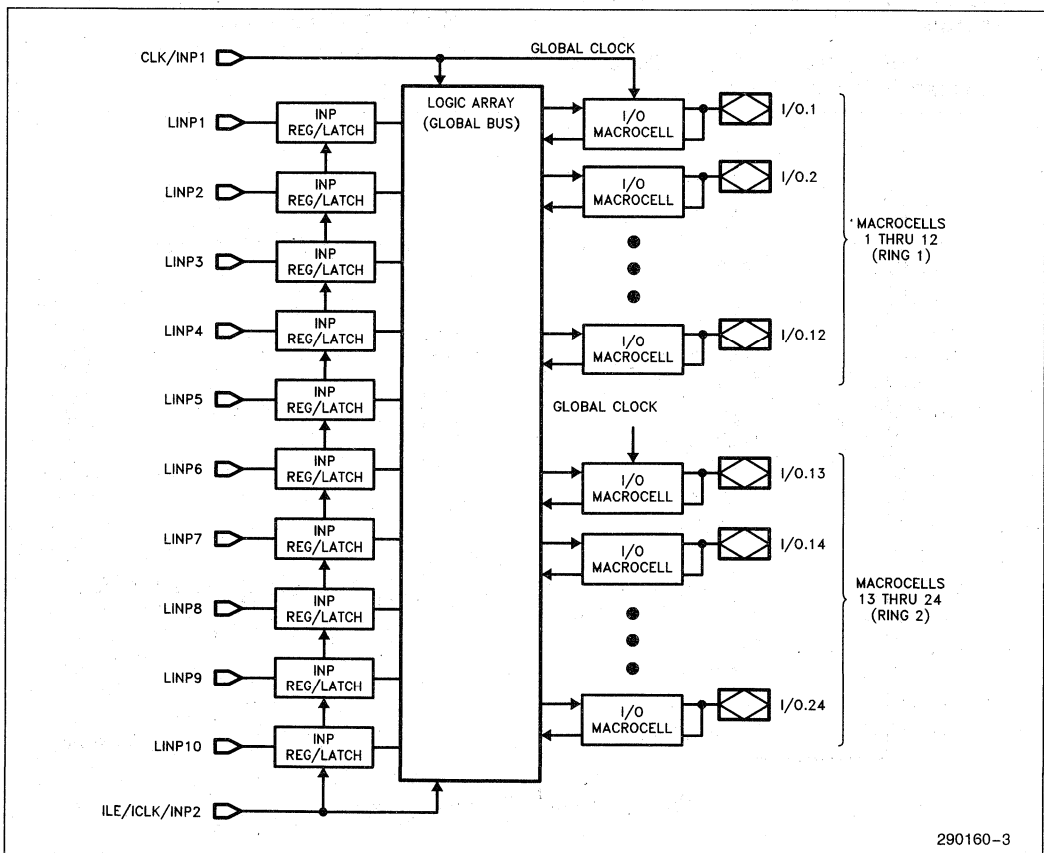 CLK/INP1
GLOBAL CLOCK
LOGIC ARRAY
(GLOBAL BUS)
LINP1
INP
REG/LATCH
LINP2
INP
REG/LATCH
LINP3
INP
REG/LATCH
LINP4
INP
REG/LATCH
LINP5
INP
REG/LATCH
LINP6
INP
REG/LATCH
LINP7
INP
REG/LATCH
LINP8
INP
REG/LATCH
LINP9
INP
REG/LATCH
LINP10
INP
REG/LATCH
ILE/ICLK/INP2
I/O
MACROCELL
I/O.1
I/O
MACROCELL
I/O.2
I/O
MACROCELL
I/O.12
MACROCELLS
1 THRU 12
(RING 1)
GLOBAL CLOCK
I/O
MACROCELL
I/O.13
I/O
MACROCELL
I/O.14
I/O
MACROCELL
I/O.24
MACROCELLS
13 THRU 24
(RING 2)
290160-3